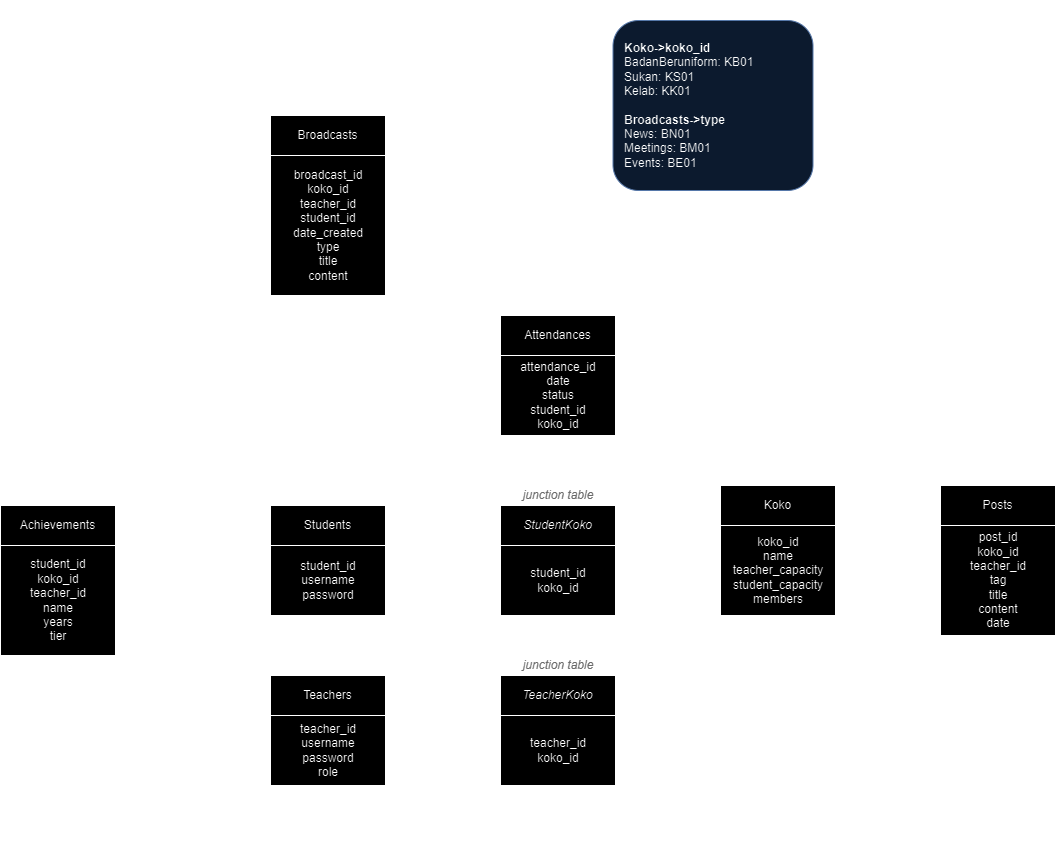 Koko->koko_id
BadanBeruniform: KB01
Sukan: KS01
Kelab: KK01
Broadcasts->type
News: BN01
Meetings: BM01
Events: BE01
Broadcasts
broadcast_id
koko_id
teacher_id
student_id
date_created
type
title
content
Attendances
attendance_id
date
status
student_id
koko_id
Achievements
student_id
koko_id
teacher_id
name
years
tier
Students
student_id
username
password
junction table
StudentKoko
student_id
koko_id
Koko
koko_id
name
teacher_capacity
student_capacity
members
Posts
post_id
koko_id
teacher_id
tag
title
content
date
Teachers
teacher_id
username
password
role
junction table
TeacherKoko
teacher_id
koko_id